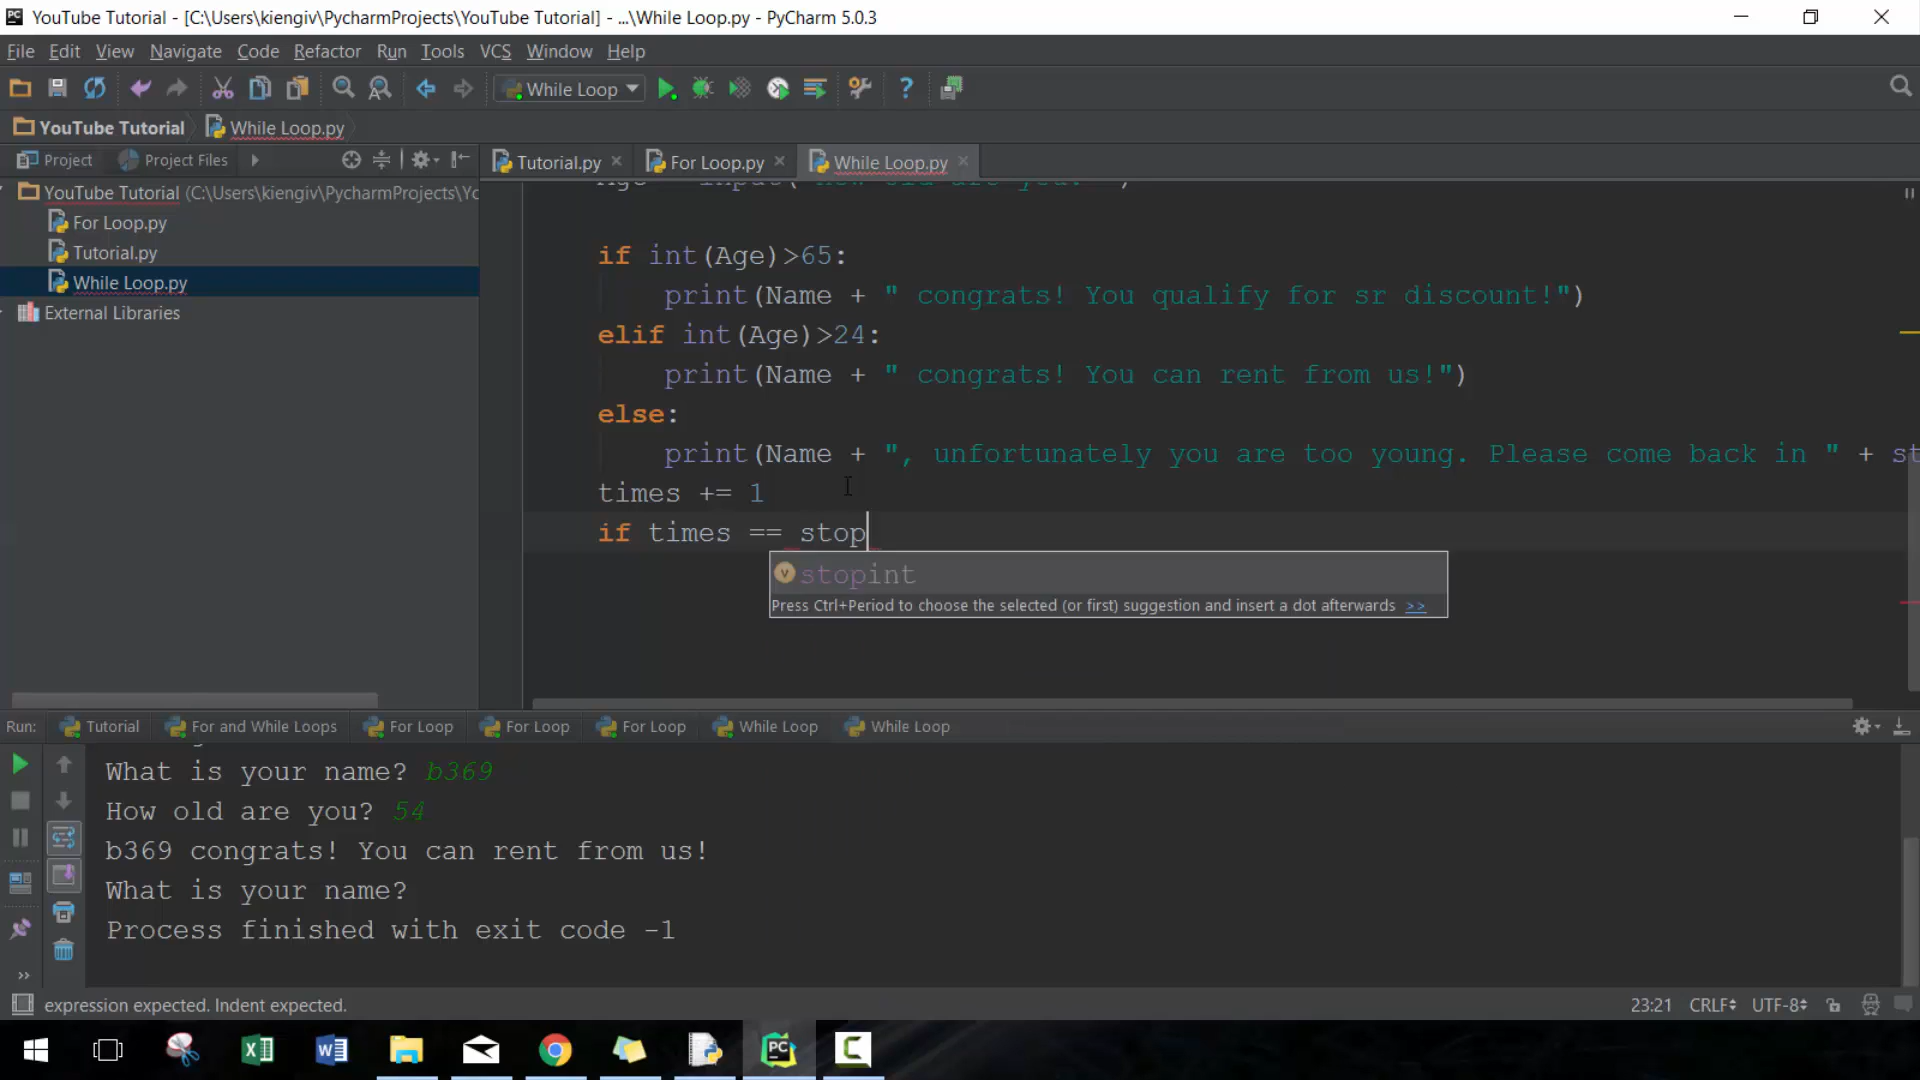 YouTube Tutorial - [C:\Users\kiengiv\PycharmProjects\YouTube Tutorial] - ...\While Loop.py - PyCharm 5.0.3
File Edit View Navigate Code Refactor Run Tools VCS Window Help
While Loop
YouTube Tutorial While Loop.py
Project Project Files
Tutorial.py For Loop.py While Loop.py
YouTube Tutorial (C:\Users\kiengiv\PycharmProjects\Yo
For Loop.py
Tutorial.py
While Loop.py
External Libraries
if int(Age)>65:
print(Name + " congrats! You qualify for sr discount!")
elif int(Age)>24:
print(Name + " congrats! You can rent from us!")
else:
print(Name + ", unfortunately you are too young. Please come back in " + st
times += 1
if times == stop
stopint
Press Ctrl+Period to choose the selected (or first) suggestion and insert a dot afterwards >>
Run: Tutorial For and While Loops For Loop For Loop For Loop While Loop While Loop
What is your name? b369
How old are you? 54
b369 congrats! You can rent from us!
What is your name?
Process finished with exit code -1
expression expected. Indent expected.
23:21 CRLF UTF-8